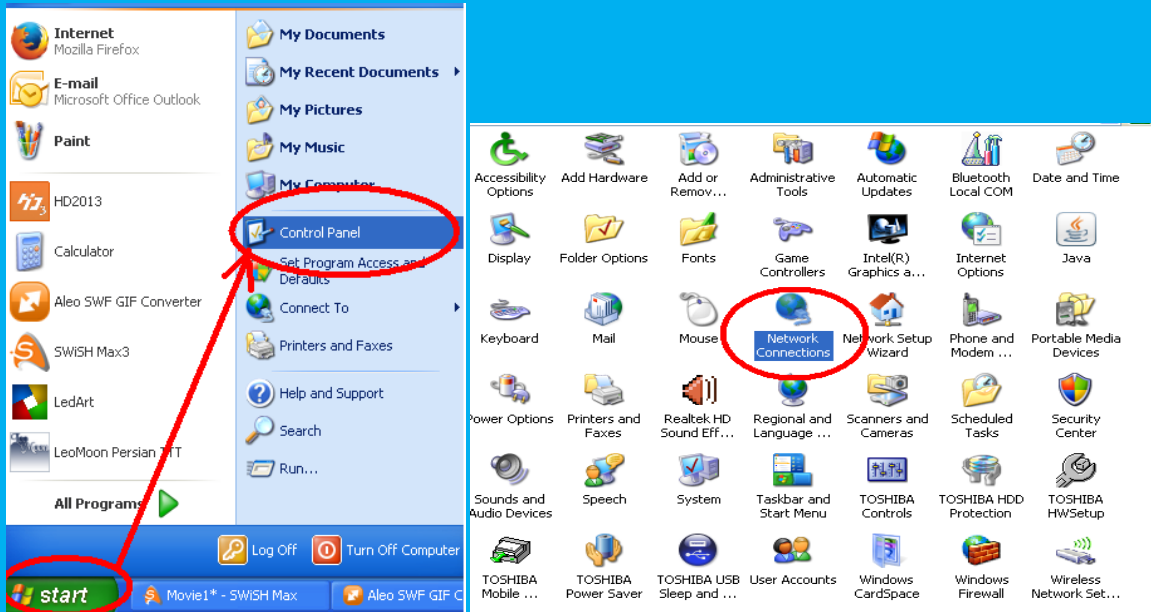 Internet
Mozilla Firefox
E-mail
Microsoft Office Outlook
Paint
HD2013
Calculator
Aleo SWF GIF Converter
SWiSH Max3
LedArt
LeoMoon Persian TTT
All Programs
My Documents
My Recent Documents
My Pictures
My Music
My Computer
Control Panel
Set Program Access and
Defaults
Connect To
Printers and Faxes
Help and Support
Search
Run...
Log Off
Turn Off Computer
start
Movie1* - SWiSH Max
Aleo SWF GIF C
Accessibility
Options
Add Hardware
Add or
Remov...
Administrative
Tools
Automatic
Updates
Bluetooth
Local COM
Date and Time
Display
Folder Options
Fonts
Game
Controllers
Intel(R)
Graphics a...
Internet
Options
Java
Keyboard
Mail
Mouse
Network
Connections
Network Setup
Wizard
Phone and
Modem ...
Portable Media
Devices
Power Options
Printers and
Faxes
Realtek HD
Sound Eff...
Regional and
Language ...
Scanners and
Cameras
Scheduled
Tasks
Security
Center
Sounds and
Audio Devices
Speech
System
Taskbar and
Start Menu
TOSHIBA
Controls
TOSHIBA HDD
Protection
TOSHIBA
HWSetup
TOSHIBA
Mobile ...
TOSHIBA
Power Saver
TOSHIBA USB
Sleep and ...
User Accounts
Windows
CardSpace
Windows
Firewall
Wireless
Network Set...